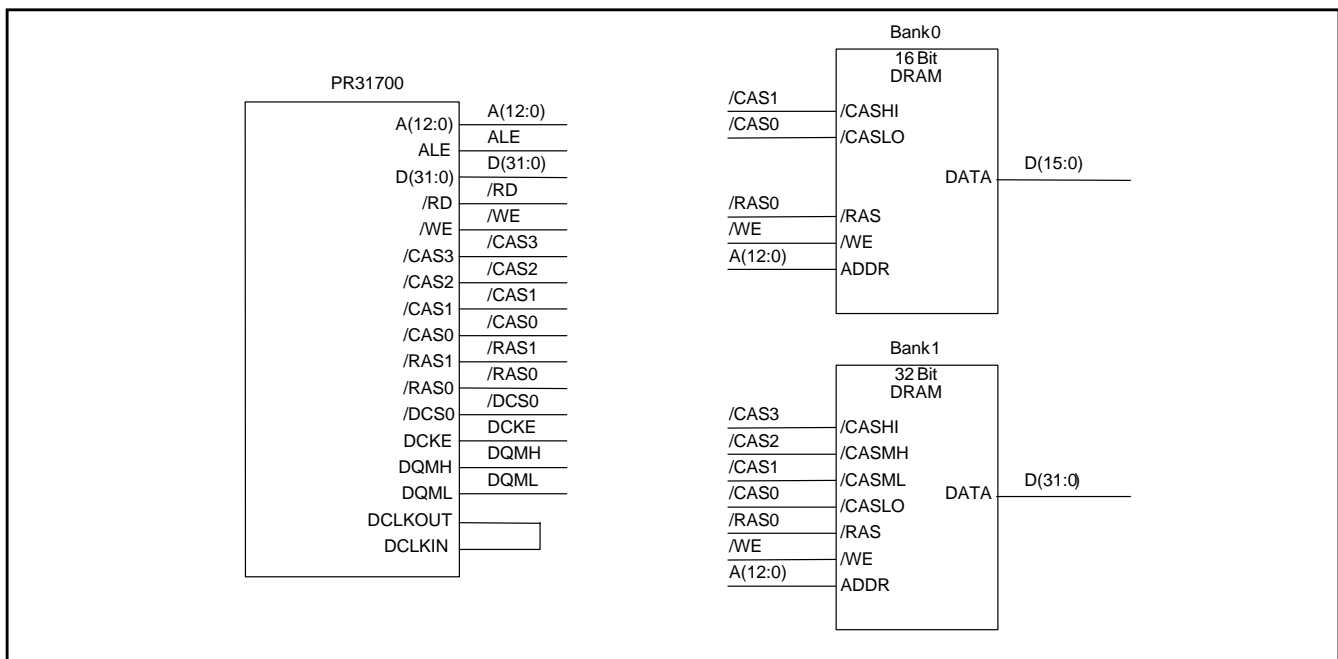 PR31700
A(12:0) A(12:0)
ALE ALE
D(31:0) D(31:0)
/RD /RD
/WE /WE
/CAS3 /CAS3
/CAS2 /CAS2
/CAS1 /CAS1
/CAS0 /CAS0
/RAS1 /RAS1
/RAS0 /RAS0
/DCS0 /DCS0
DCKE DCKE
DQMH DQMH
DQML DQML
DCLKOUT
DCLKIN
Bank0
16 Bit
DRAM
/CAS1 /CASHI
/CAS0 /CASLO
DATA D(15:0)
/RAS0 /RAS
/WE /WE
A(12:0) ADDR
Bank1
32 Bit
DRAM
/CAS3 /CASHI
/CAS2 /CASMH
/CAS1 /CASML
/CAS0 /CASLO
DATA D(31:0)
/RAS0 /RAS
/WE /WE
A(12:0) ADDR